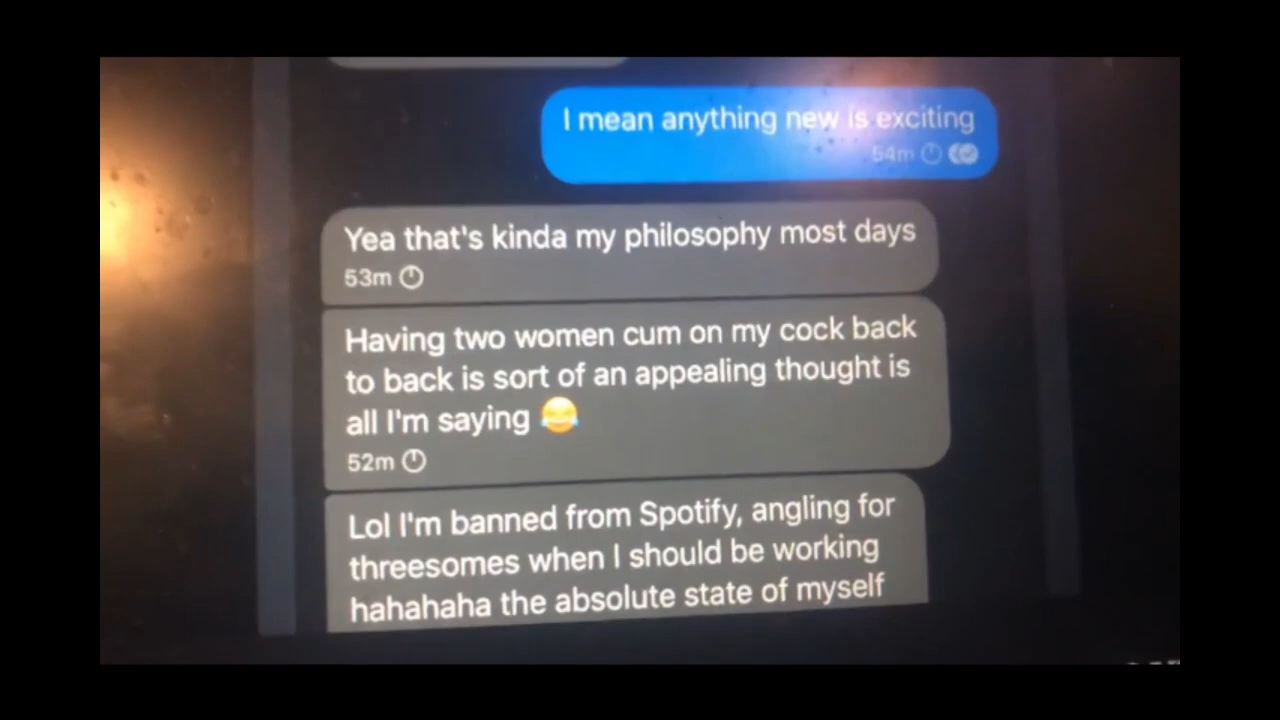 I mean anything new is exciting
54m
Yea that's kinda my philosophy most days
53m
Having two women cum on my cock back
to back is sort of an appealing thought is
all I'm saying 😂
52m
Lol I'm banned from Spotify, angling for
threesomes when I should be working
hahahaha the absolute state of myself